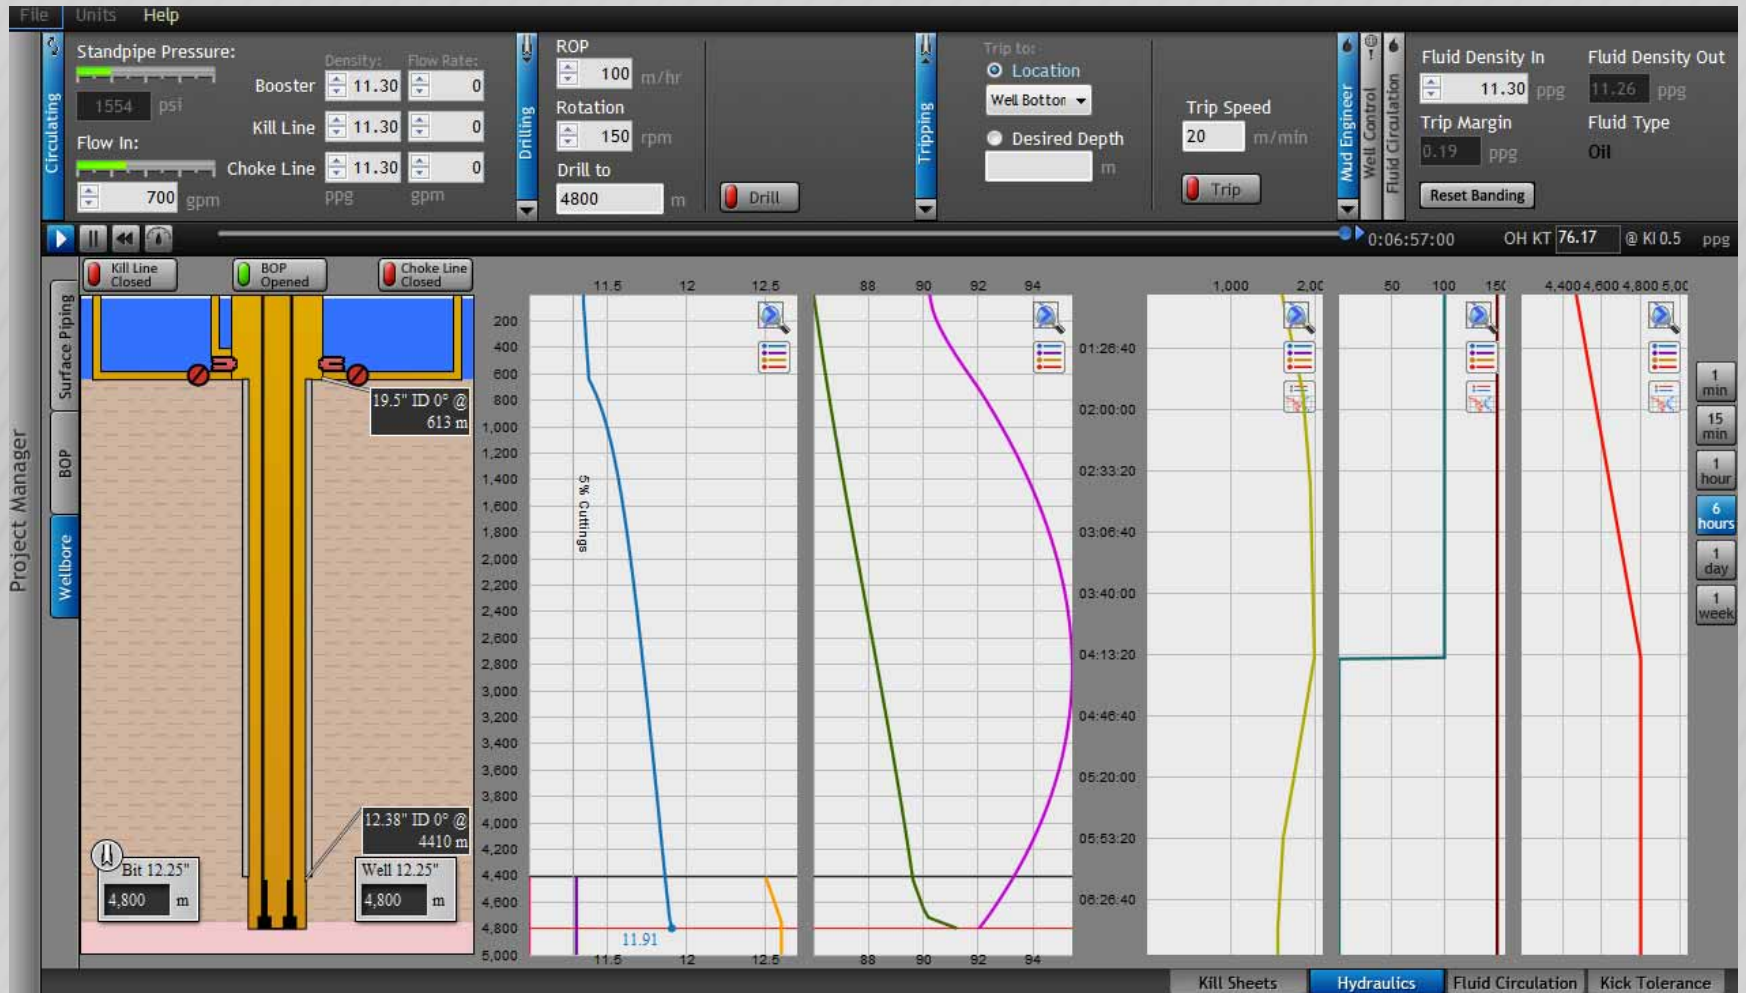 File Units Help
Project Manager
Circulating
Standpipe Pressure:
1554 psi
Flow In:
700 gpm
Density: Flow Rate:
Booster 11.30 0
Kill Line 11.30 0
Choke Line 11.30 0
ppg gpm
Drilling
ROP
100 m/hr
Rotation
150 rpm
Drill to
4800 m
Drill
Tripping
Trip to:
Location
Well Bottor
Desired Depth
m
Trip Speed
20 m/min
Trip
Mud Engineer
Well Control !
Fluid Circulation
Fluid Density In
11.30 ppg
Trip Margin
0.19 ppg
Reset Banding
Fluid Density Out
11.26 ppg
Fluid Type
Oil
0:06:57:00 OH KT 76.17 @ KI 0.5 ppg
Surface Piping
BOP
Wellbore
Kill Line
Closed
BOP
Opened
Choke Line
Closed
19.5" ID 0° @
613 m
12.38" ID 0° @
4410 m
Bit 12.25"
4,800 m
Well 12.25"
4,800 m
11.5 12 12.5
88 90 92 94
1,000 2,00
50 100 150
4,400 4,600 4,800 5,00
200
400
600
800
1,000
1,200
1,400
1,600
1,800
2,000
2,200
2,400
2,600
2,800
3,000
3,200
3,400
3,600
3,800
4,000
4,200
4,400
4,600
4,800
5,000
5% Cuttings
11.91
11.5 12 12.5
88 90 92 94
01:26:40
02:00:00
02:33:20
03:06:40
03:40:00
04:13:20
04:46:40
05:20:00
05:53:20
06:26:40
1
min
15
min
1
hour
6
hours
1
day
1
week
Kill Sheets Hydraulics Fluid Circulation Kick Tolerance